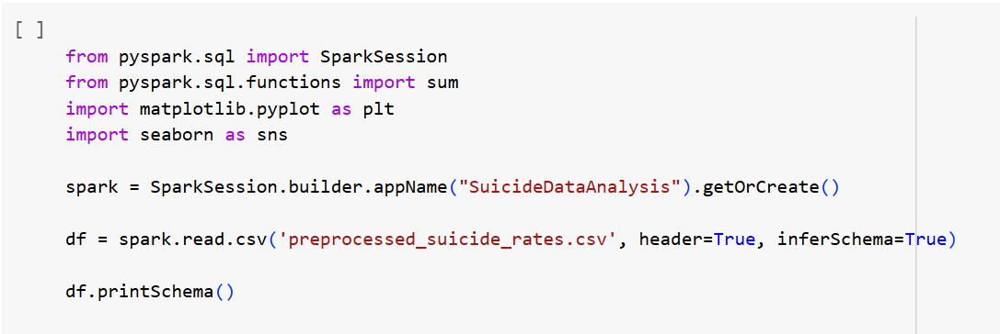 [ ]
from pyspark.sql import SparkSession
from pyspark.sql.functions import sum
import matplotlib.pyplot as plt
import seaborn as sns
spark = SparkSession.builder.appName("SuicideDataAnalysis").getOrCreate()
df = spark.read.csv('preprocessed_suicide_rates.csv', header=True, inferSchema=True)
df.printSchema()